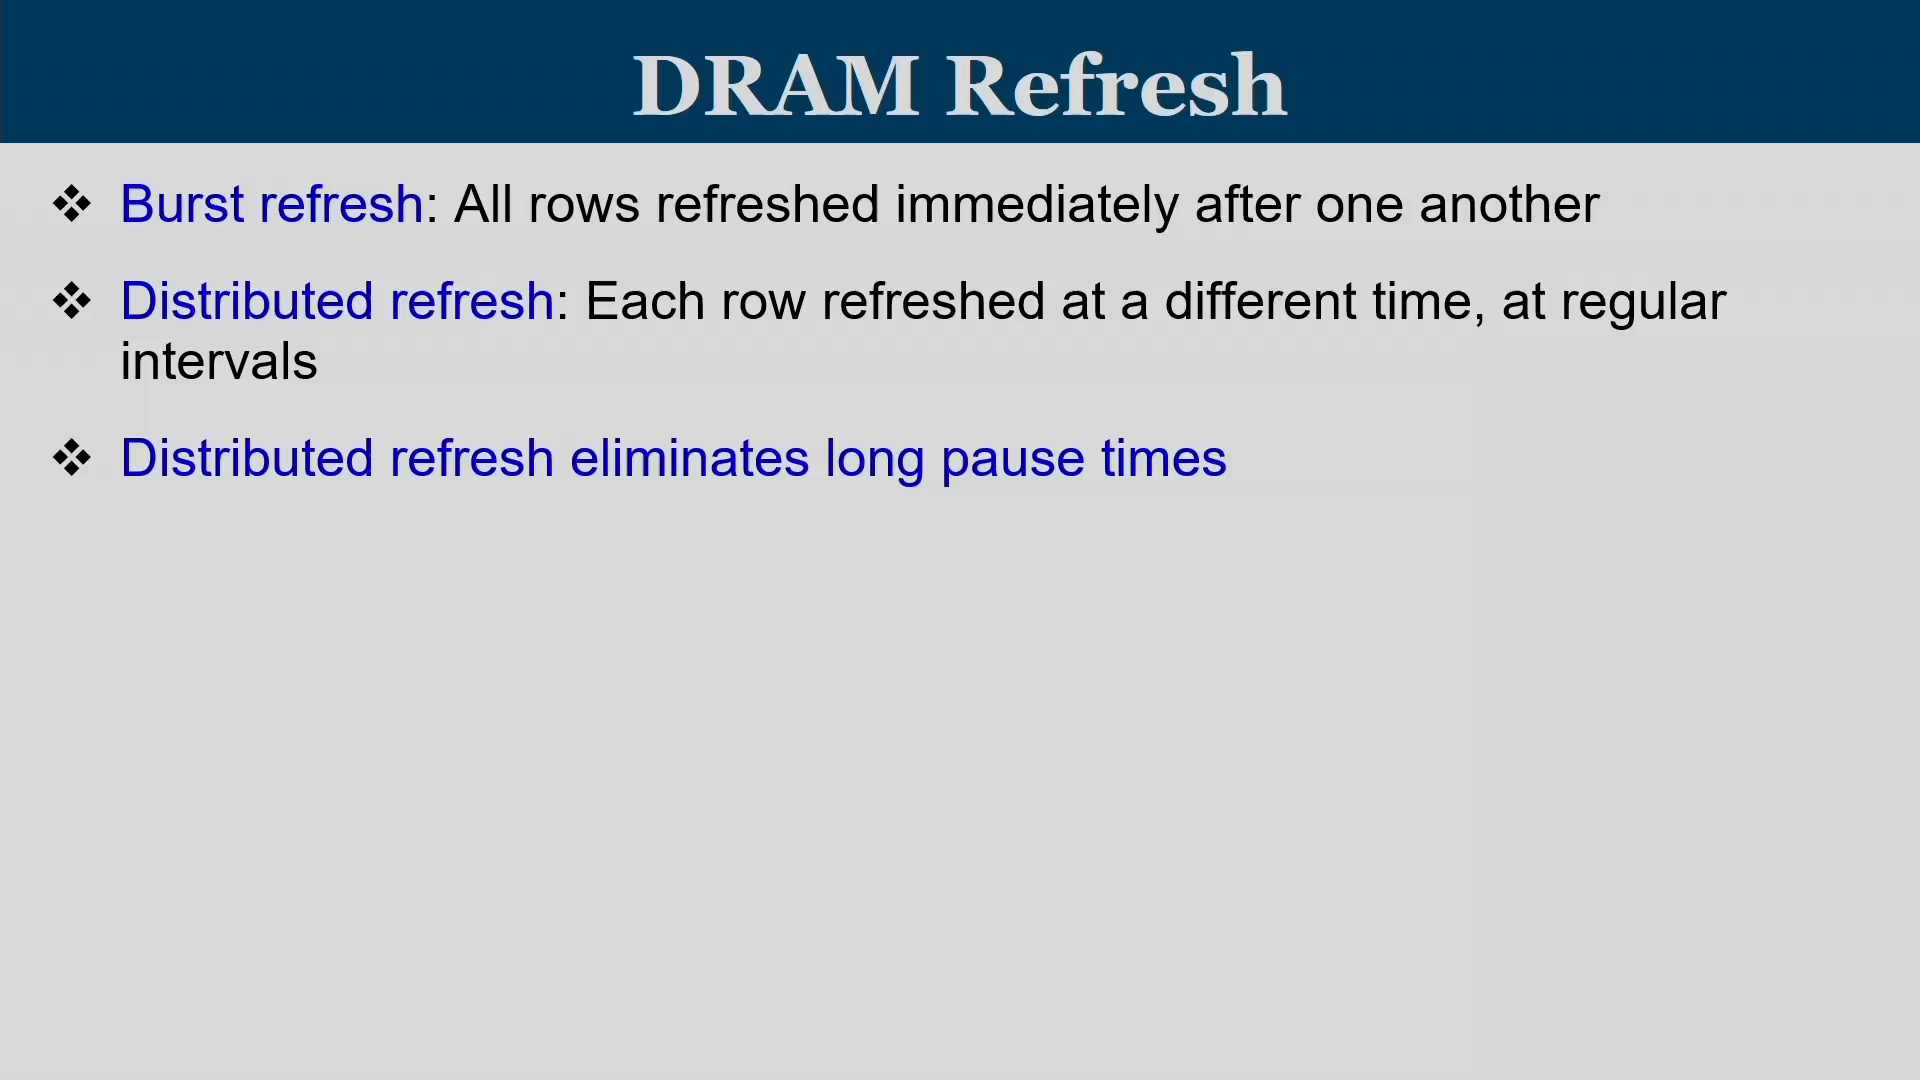 DRAM Refresh
❖ Burst refresh: All rows refreshed immediately after one another
❖ Distributed refresh: Each row refreshed at a different time, at regular
intervals
❖ Distributed refresh eliminates long pause times